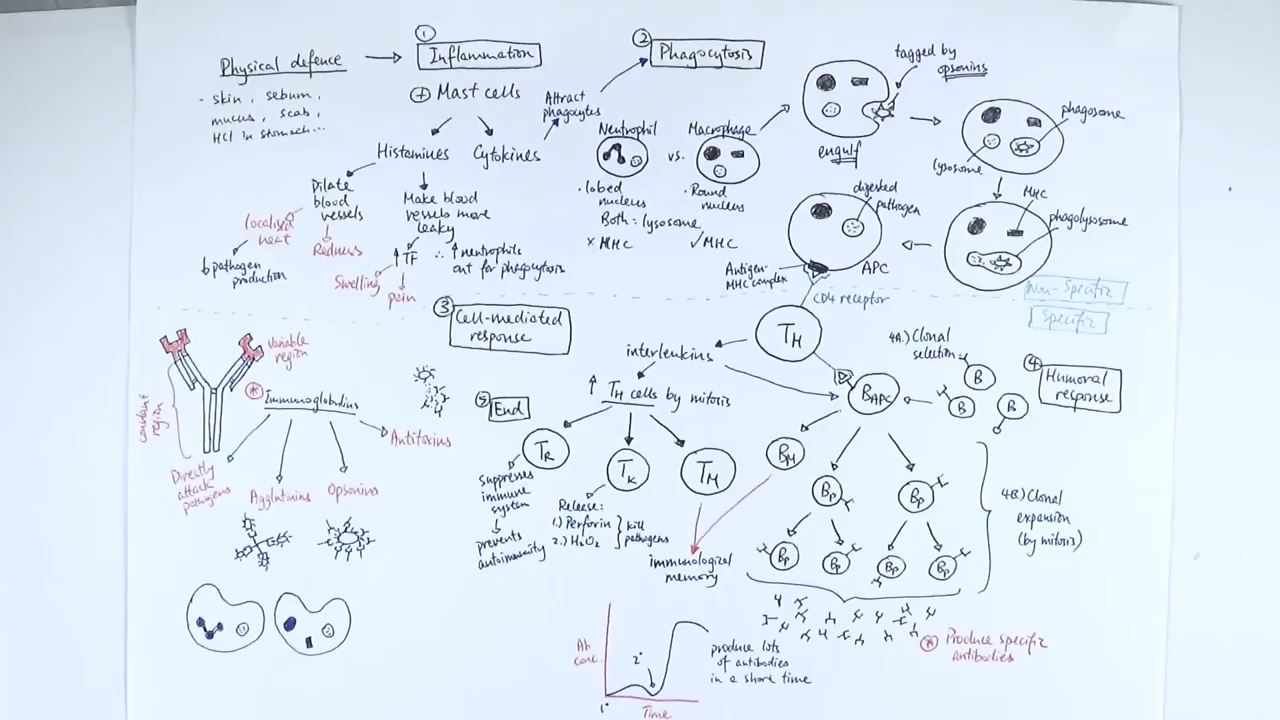 Physical defence
- skin, sebum,
mucus, scab,
HCl in stomach...
①
Inflammation
⊕ Mast cells
Histamines
Cytokines
Dilate
blood
vessels
localised
heat
↓ pathogen
production
Redness
Make blood
vessels more
leaky
↑ TF
∴ ↑ neutrophils
out for phagocytosis
Swelling
pain
Attract
phagocytes
②
Phagocytosis
Neutrophil
vs.
Macrophage
· lobed
nucleus
· Round
nucleus
Both: lysosome
× MHC
✓ MHC
engulf
tagged by
opsonins
phagosome
lysosome
MHC
phagolysosome
digested
pathogen
APC
Antigen-
MHC complex
CD4 receptor
Non-Specific
Specific
③
Cell-mediated
response
TH
interleukins
↑ TH cells by mitosis
⑤
End
TR
suppresses
immune
system
prevents
autoimmunity
TK
Release:
1.) Perforin
2.) H2O2
kill
pathogens
TM
BM
immunological
memory
④
Humoral
response
4A.) Clonal
selection
B
B
B
BAPC
BP
BP
BP
BP
BP
BP
4B.) Clonal
expansion
(by mitosis)
* Produce specific
antibodies
variable
region
constant
region
* Immunoglobulins
Directly
attack
pathogens
Agglutinins
Opsonins
Antitoxins
Ab
conc.
1°
2°
Time
produce lots
of antibodies
in a short time